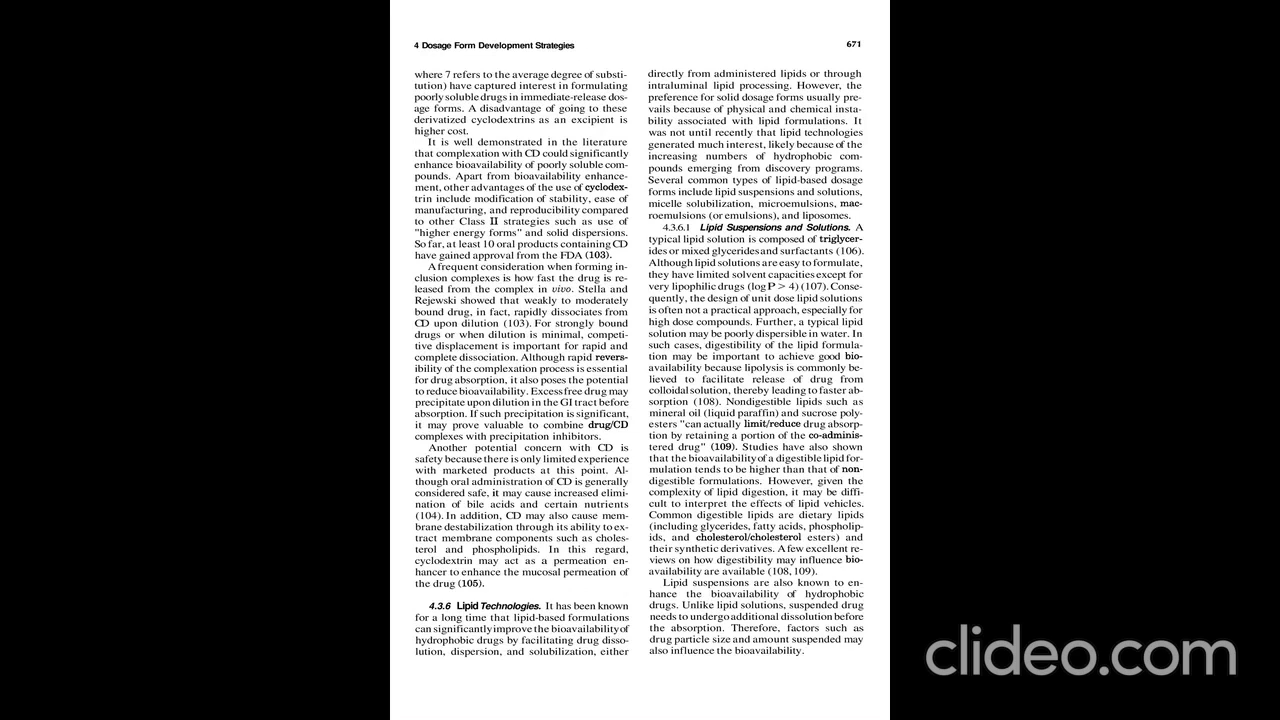 4 Dosage Form Development Strategies
671
where 7 refers to the average degree of substi-
tution) have captured interest in formulating
poorly soluble drugs in immediate-release dos-
age forms. A disadvantage of going to these
derivatized cyclodextrins as an excipient is
higher cost.
It is well demonstrated in the literature
that complexation with CD could significantly
enhance bioavailability of poorly soluble com-
pounds. Apart from bioavailability enhance-
ment, other advantages of the use of cyclodex-
trin include modification of stability, ease of
manufacturing, and reproducibility compared
to other Class II strategies such as use of
"higher energy forms" and solid dispersions.
So far, at least 10 oral products containing CD
have gained approval from the FDA (103).
A frequent consideration when forming in-
clusion complexes is how fast the drug is re-
leased from the complex in vivo. Stella and
Rejewski showed that weakly to moderately
bound drug, in fact, rapidly dissociates from
CD upon dilution (103). For strongly bound
drugs or when dilution is minimal, competi-
tive displacement is important for rapid and
complete dissociation. Although rapid revers-
ibility of the complexation process is essential
for drug absorption, it also poses the potential
to reduce bioavailability. Excess free drug may
precipitate upon dilution in the GI tract before
absorption. If such precipitation is significant,
it may prove valuable to combine drug/CD
complexes with precipitation inhibitors.
Another potential concern with CD is
safety because there is only limited experience
with marketed products at this point. Al-
though oral administration of CD is generally
considered safe, it may cause increased elimi-
nation of bile acids and certain nutrients
(104). In addition, CD may also cause mem-
brane destabilization through its ability to ex-
tract membrane components such as choles-
terol and phospholipids. In this regard,
cyclodextrin may act as a permeation en-
hancer to enhance the mucosal permeation of
the drug (105).
4.3.6 Lipid Technologies. It has been known
for a long time that lipid-based formulations
can significantly improve the bioavailability of
hydrophobic drugs by facilitating drug disso-
lution, dispersion, and solubilization, either
directly from administered lipids or through
intraluminal lipid processing. However, the
preference for solid dosage forms usually pre-
vails because of physical and chemical insta-
bility associated with lipid formulations. It
was not until recently that lipid technologies
generated much interest, likely because of the
increasing numbers of hydrophobic com-
pounds emerging from discovery programs.
Several common types of lipid-based dosage
forms include lipid suspensions and solutions,
micelle solubilization, microemulsions, mac-
roemulsions (or emulsions), and liposomes.
4.3.6.1 Lipid Suspensions and Solutions. A
typical lipid solution is composed of triglycer-
ides or mixed glycerides and surfactants (106).
Although lipid solutions are easy to formulate,
they have limited solvent capacities except for
very lipophilic drugs (log P > 4) (107). Conse-
quently, the design of unit dose lipid solutions
is often not a practical approach, especially for
high dose compounds. Further, a typical lipid
solution may be poorly dispersible in water. In
such cases, digestibility of the lipid formula-
tion may be important to achieve good bio-
availability because lipolysis is commonly be-
lieved to facilitate release of drug from
colloidal solution, thereby leading to faster ab-
sorption (108). Nondigestible lipids such as
mineral oil (liquid paraffin) and sucrose poly-
esters "can actually limit/reduce drug absorp-
tion by retaining a portion of the co-adminis-
tered drug" (109). Studies have also shown
that the bioavailability of a digestible lipid for-
mulation tends to be higher than that of non-
digestible formulations. However, given the
complexity of lipid digestion, it may be diffi-
cult to interpret the effects of lipid vehicles.
Common digestible lipids are dietary lipids
(including glycerides, fatty acids, phospholip-
ids, and cholesterol/cholesterol esters) and
their synthetic derivatives. A few excellent re-
views on how digestibility may influence bio-
availability are available (108, 109).
Lipid suspensions are also known to en-
hance the bioavailability of hydrophobic
drugs. Unlike lipid solutions, suspended drug
needs to undergo additional dissolution before
the absorption. Therefore, factors such as
drug particle size and amount suspended may
also influence the bioavailability.
clideo.com